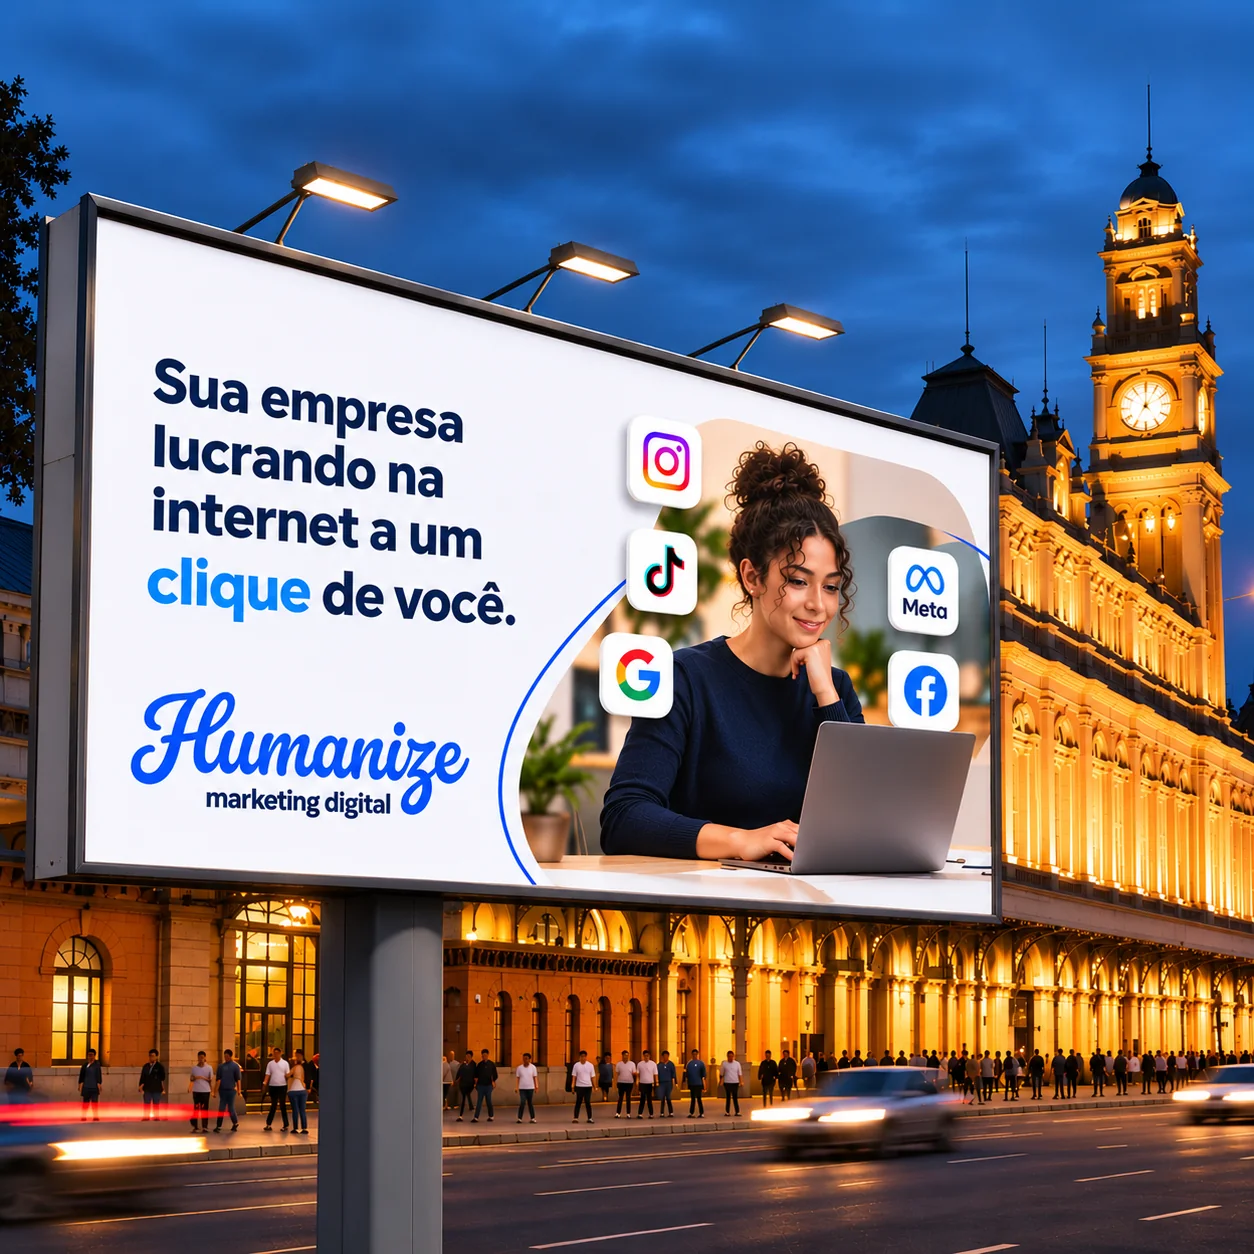 Sua empresa
lucrando na
internet a um
clique de você.
Humanize
marketing digital
Meta